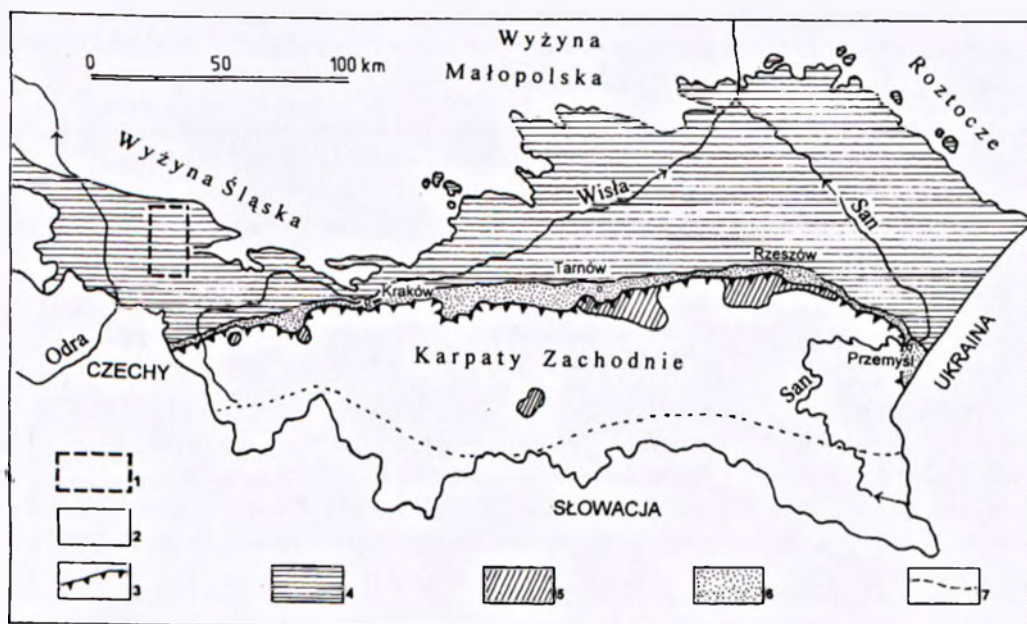 Wyżyna
Małopolska
0 50 100 km
Roztocze
Wyżyna Śląska
Wisła
San
Rzeszów
Tarnów
Kraków
Odra
CZECHY
Karpaty Zachodnie
Przemyśl
San
UKRAINA
SŁOWACJA
1
2
3 4 5 6 7